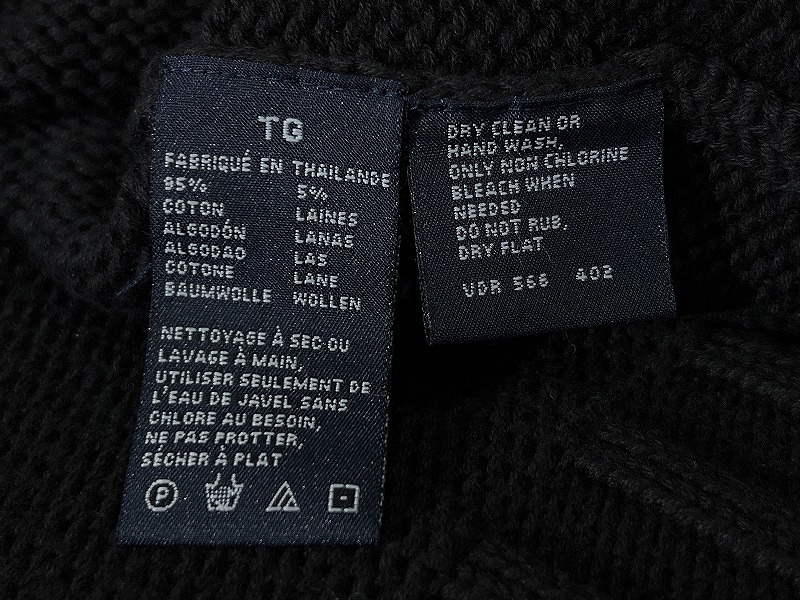 TG
FABRIQUÉ EN THAILANDE
95% 5%
COTON LAINES
ALGODÓN LANAS
ALGODAO LAS
COTONE LANE
BAUMWOLLE WOLLEN
NETTOYAGE À SEC OU
LAVAGE À MAIN,
UTILISER SEULEMENT DE
L'EAU DE JAVEL SANS
CHLORE AU BESOIN,
NE PAS FROTTER,
SÉCHER À PLAT
P
DRY CLEAN OR
HAND WASH,
ONLY NON CHLORINE
BLEACH WHEN
NEEDED
DO NOT RUB,
DRY FLAT
UDR 566 402